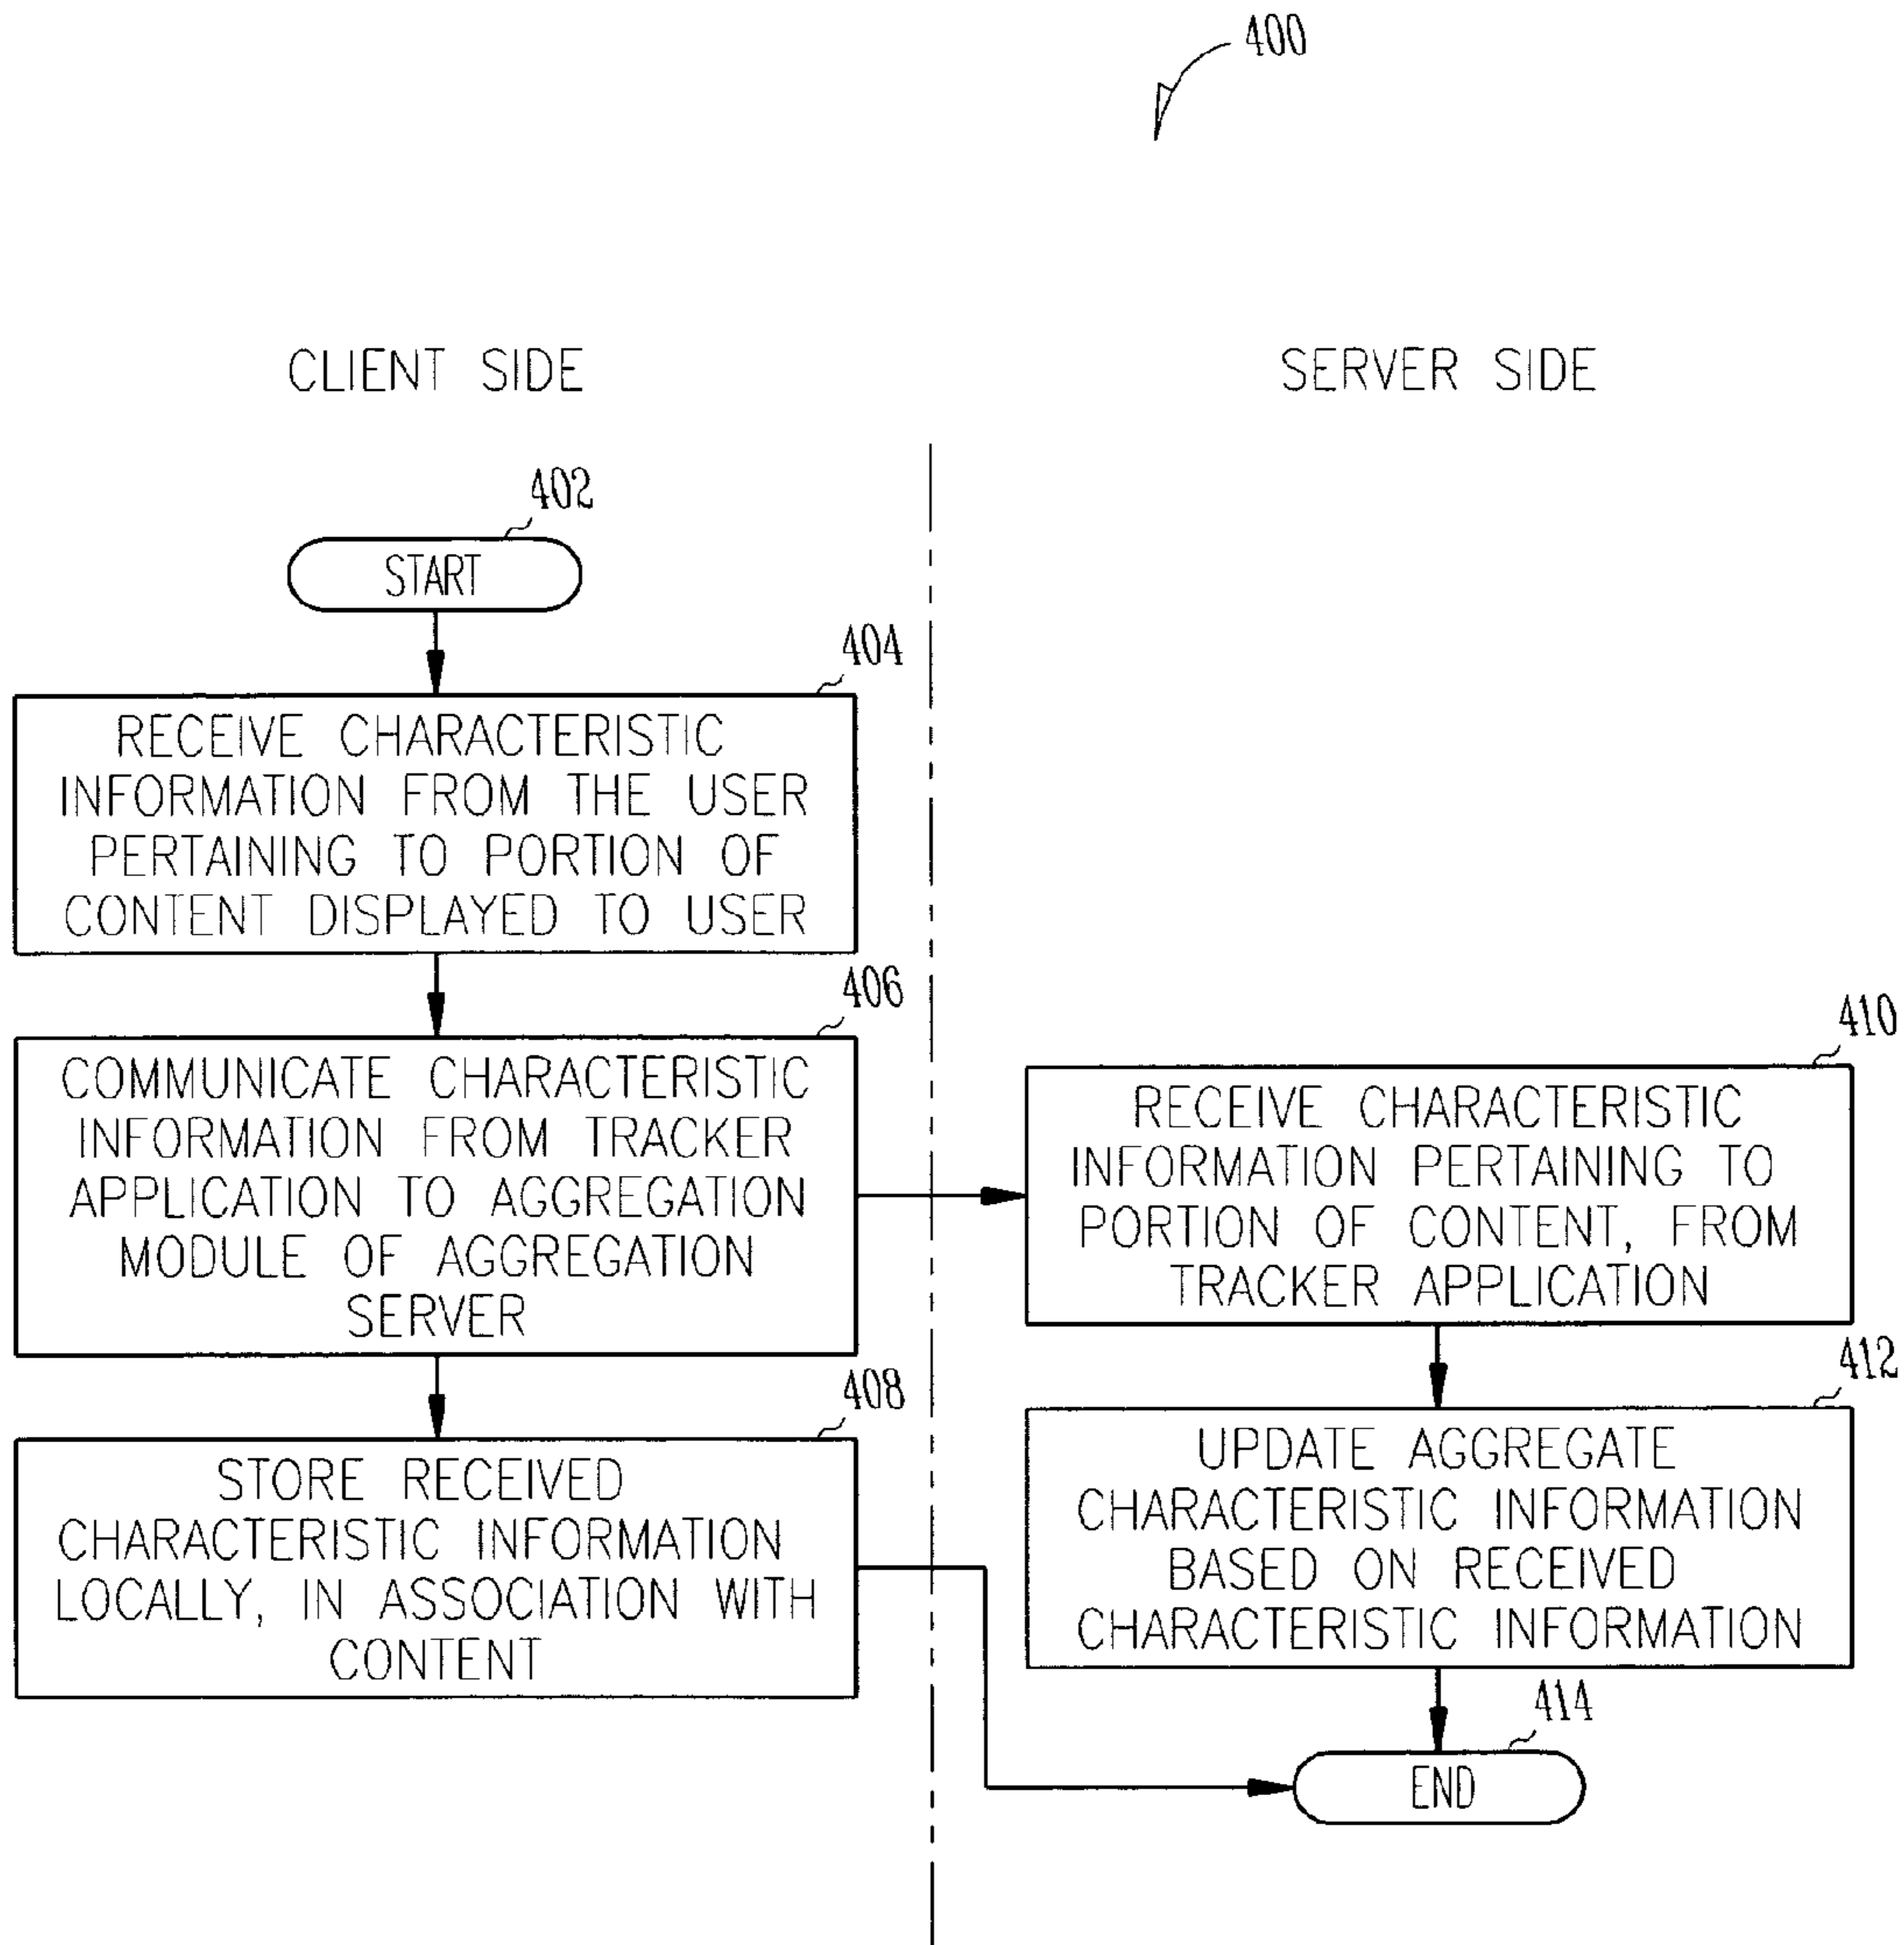 400
CLIENT SIDE
SERVER SIDE
402
START
404
RECEIVE CHARACTERISTIC
INFORMATION FROM THE USER
PERTAINING TO PORTION OF
CONTENT DISPLAYED TO USER
406
COMMUNICATE CHARACTERISTIC
INFORMATION FROM TRACKER
APPLICATION TO AGGREGATION
MODULE OF AGGREGATION
SERVER
408
STORE RECEIVED
CHARACTERISTIC INFORMATION
LOCALLY, IN ASSOCIATION WITH
CONTENT
410
RECEIVE CHARACTERISTIC
INFORMATION PERTAINING TO
PORTION OF CONTENT, FROM
TRACKER APPLICATION
412
UPDATE AGGREGATE
CHARACTERISTIC INFORMATION
BASED ON RECEIVED
CHARACTERISTIC INFORMATION
414
END